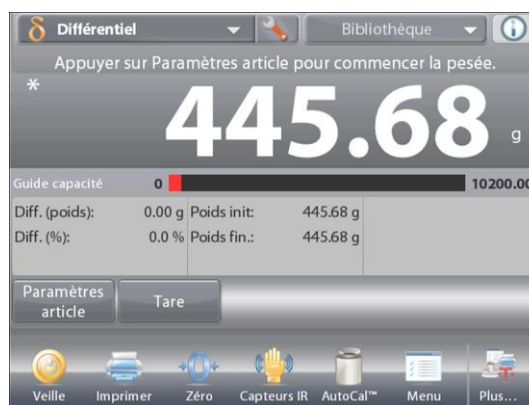 δ Différentiel Bibliothèque
Appuyer sur Paramètres article pour commencer la pesée.
* 445.68 g
Guide capacité 0 10200.00
Diff. (poids): 0.00 g Poids init: 445.68 g
Diff. (%): 0.0 % Poids fin.: 445.68 g
Paramètres article Tare
Veille Imprimer Zéro Capteurs IR AutoCal™ Menu Plus...